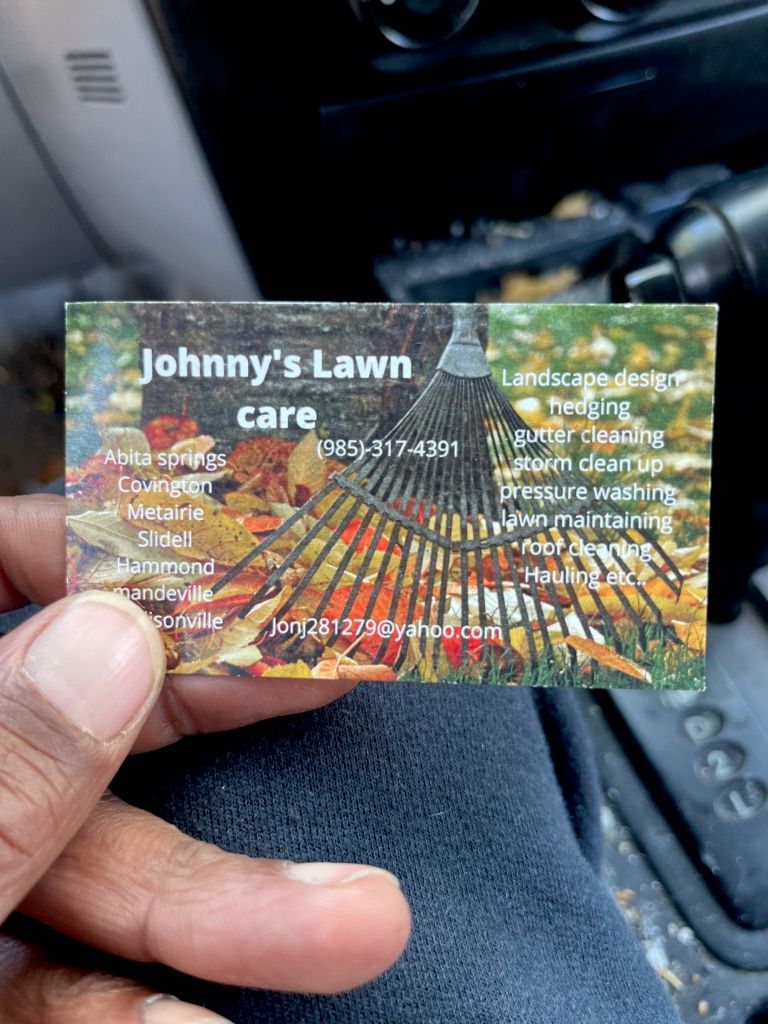 Johnny's Lawn
care
(985)-317-4391
Abita springs
Covington
Metairie
Slidell
Hammond
mandeville
Landscape design
hedging
gutter cleaning
storm clean up
pressure washing
lawn maintaining
roof cleaning
Hauling etc..
Jonj281279@yahoo.com
D
2
L